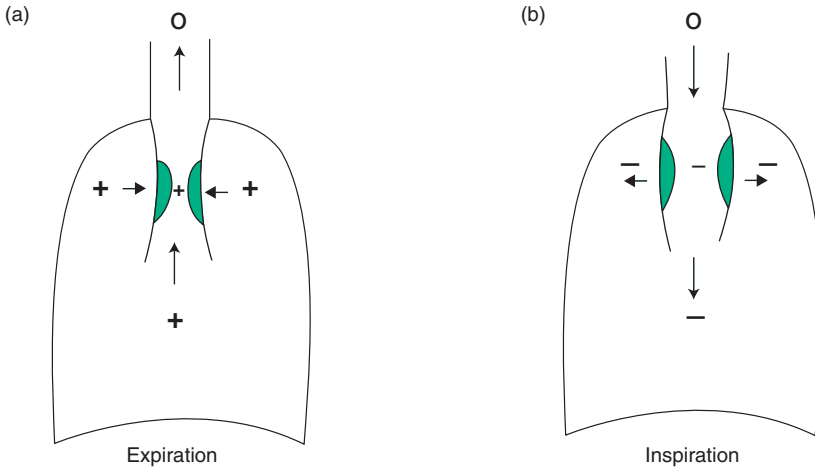 (a)
O
+ + +
+
Expiration
(b)
O
– – –
–
Inspiration